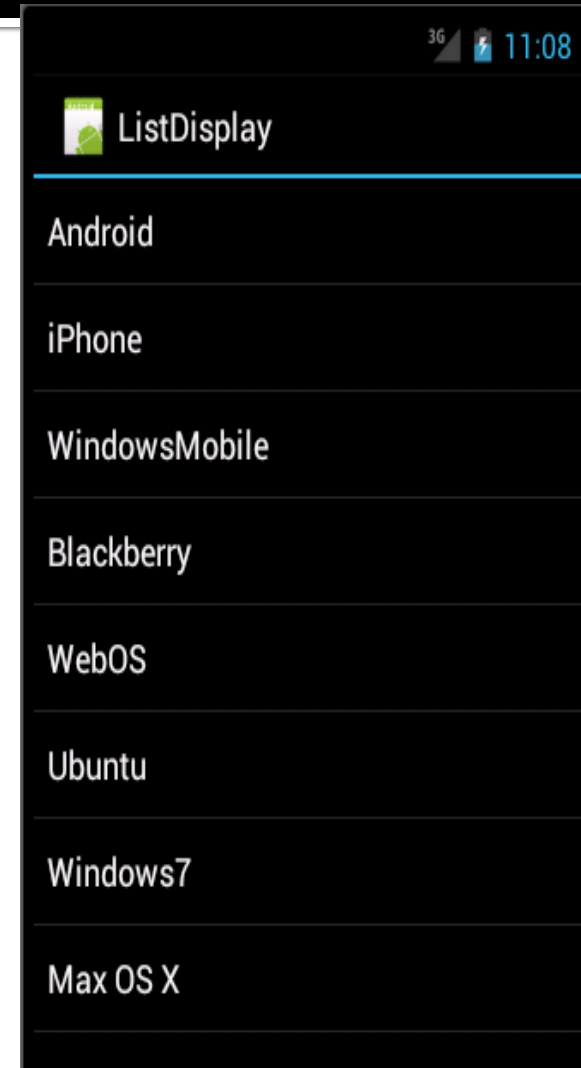 3G 11:08
ListDisplay
Android
iPhone
WindowsMobile
Blackberry
WebOS
Ubuntu
Windows7
Max OS X